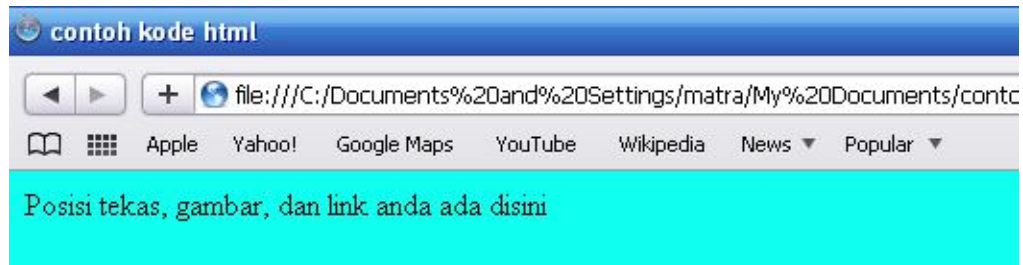 contoh kode html
file:///C:/Documents%20and%20Settings/matra/My%20Documents/conto
Apple Yahoo! Google Maps YouTube Wikipedia News Popular
Posisi tekas, gambar, dan link anda ada disini